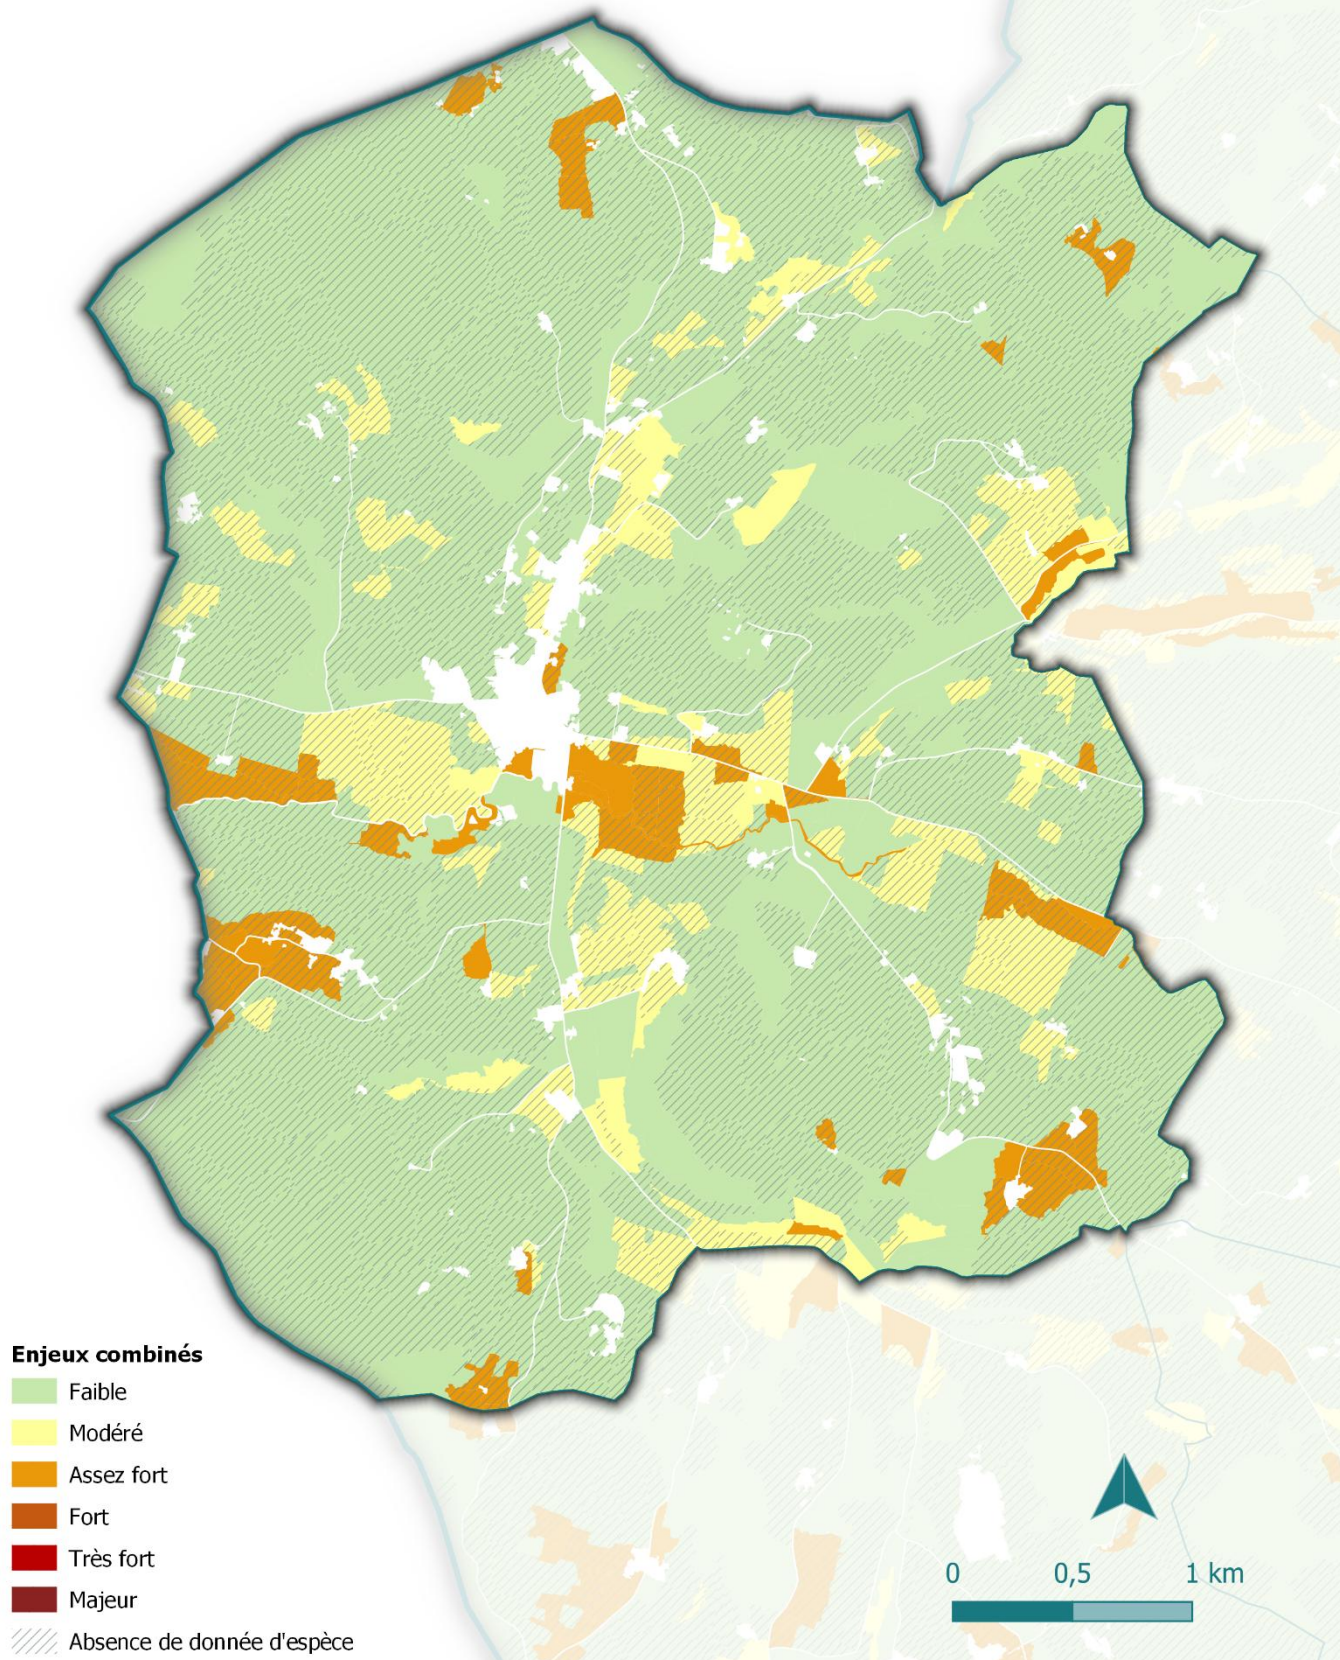 Enjeux combinés
Faible
Modéré
Assez fort
Fort
Très fort
Majeur
Absence de donnée d'espèce
0 0,5 1 km